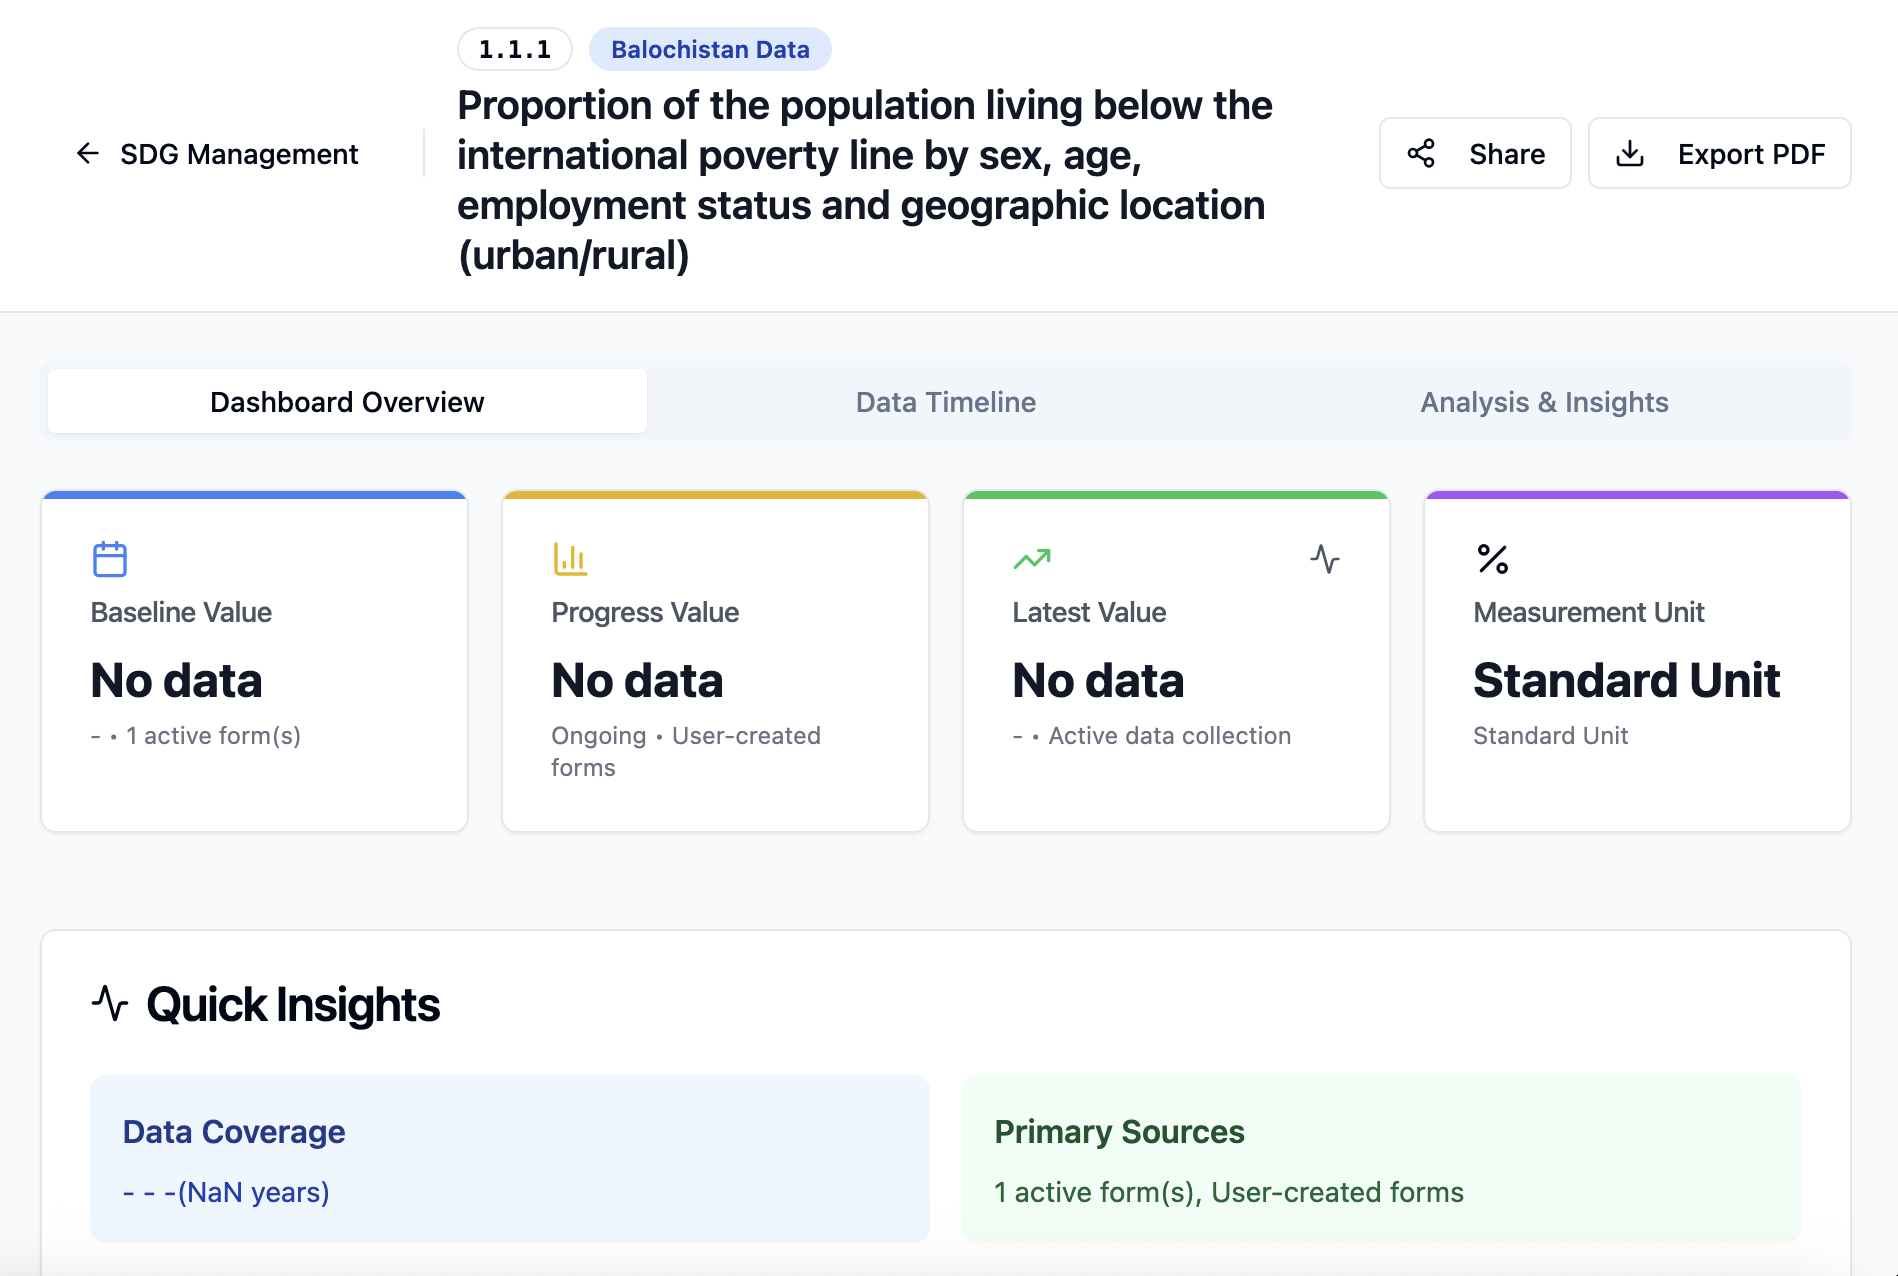 1.1.1
Balochistan Data
SDG Management
Proportion of the population living below the
international poverty line by sex, age,
employment status and geographic location
(urban/rural)
Share
Export PDF
Dashboard Overview
Data Timeline
Analysis & Insights
Baseline Value
No data
- • 1 active form(s)
Progress Value
No data
Ongoing • User-created
forms
Latest Value
No data
- • Active data collection
Measurement Unit
Standard Unit
Standard Unit
Quick Insights
Data Coverage
- - -(NaN years)
Primary Sources
1 active form(s), User-created forms